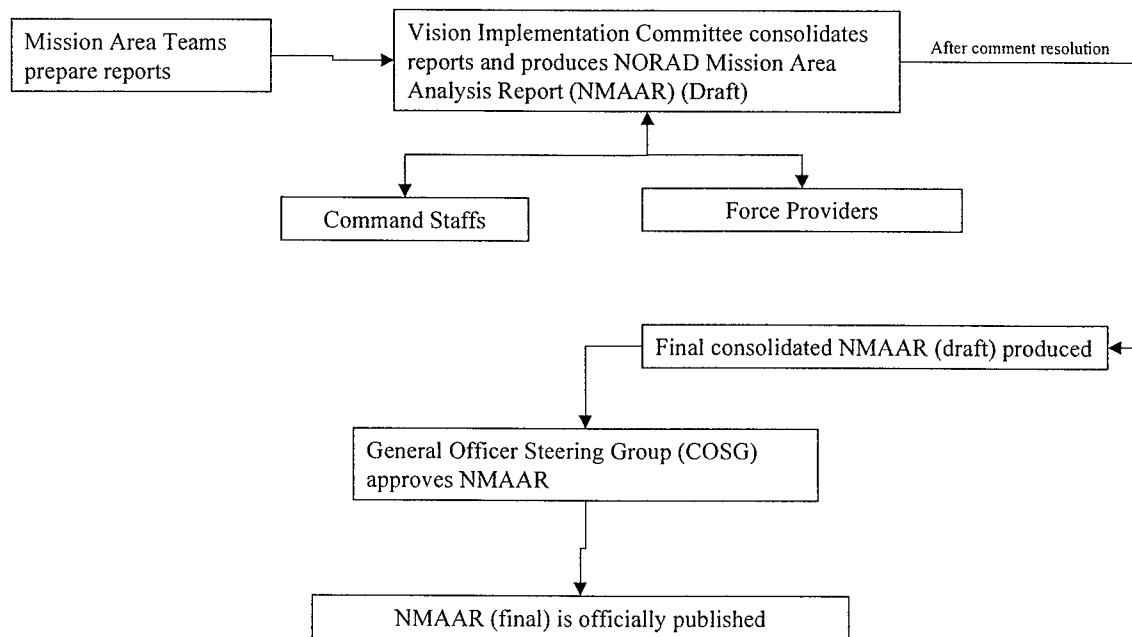 Mission Area Teams
prepare reports
Vision Implementation Committee consolidates
reports and produces NORAD Mission Area
Analysis Report (NMAAR) (Draft)
After comment resolution
Command Staffs
Force Providers
Final consolidated NMAAR (draft) produced
General Officer Steering Group (COSG)
approves NMAAR
NMAAR (final) is officially published